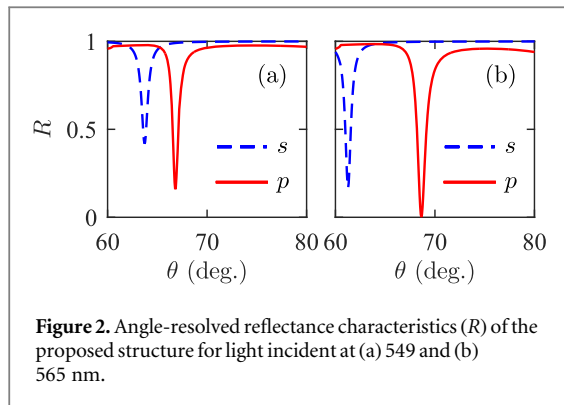 1
0.5
0
R
(a)
s
p
60
70
80
θ (deg.)
(b)
s
p
60
70
80
θ (deg.)
Figure 2. Angle-resolved reflectance characteristics (R) of the
proposed structure for light incident at (a) 549 and (b)
565 nm.